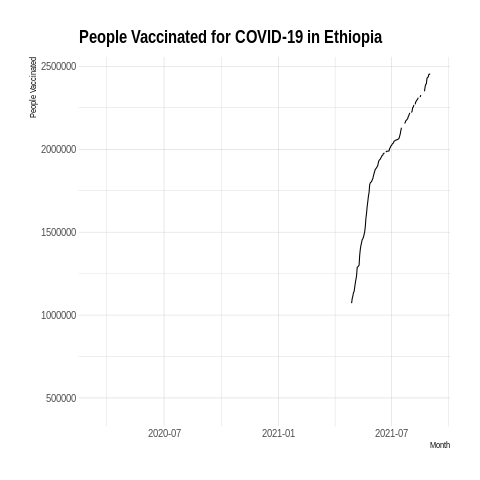 People Vaccinated for COVID-19 in Ethiopia
People Vaccinated
2500000
2000000
1500000
1000000
500000
2020-07
2021-01
2021-07
Month